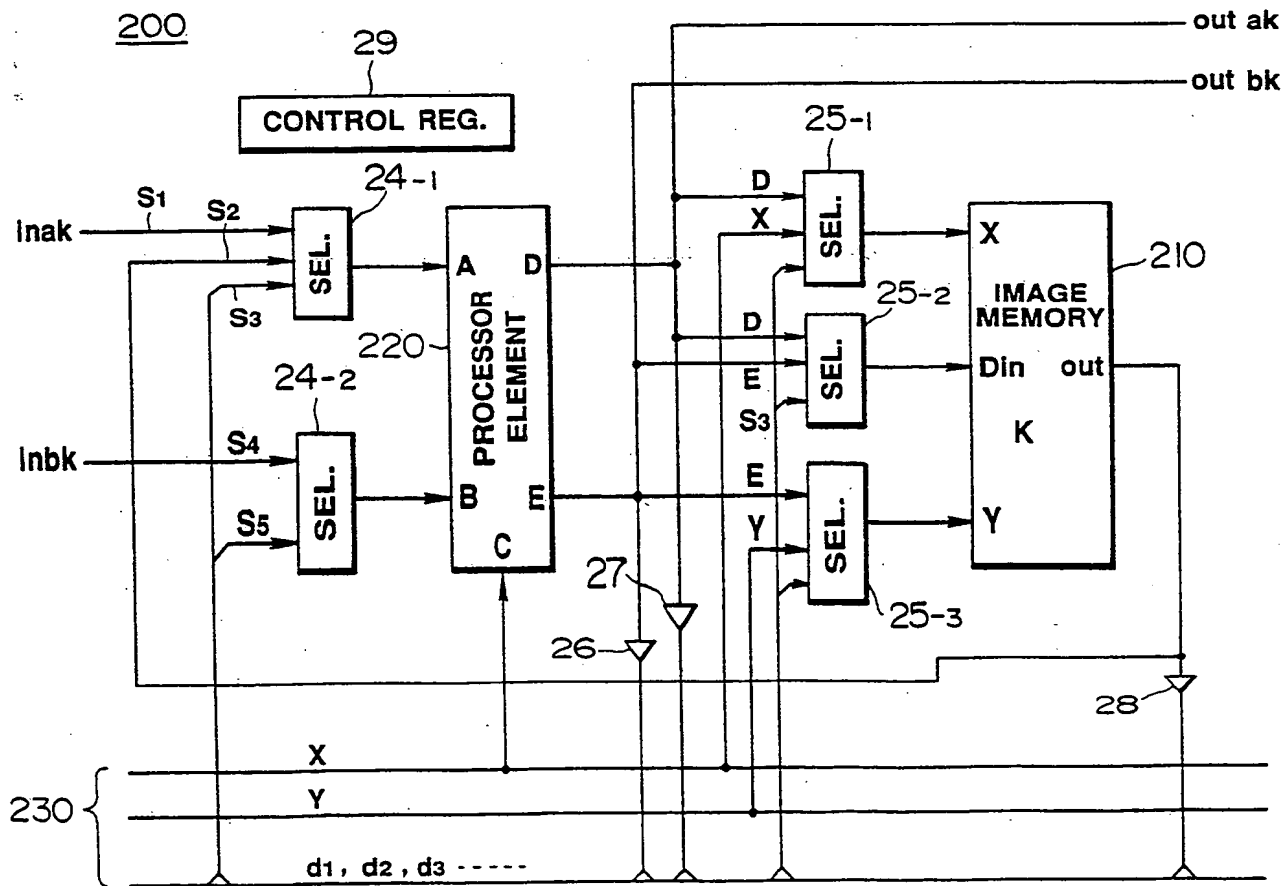 200
out ak
29
out bk
CONTROL REG.
25-1
24-1
S1
S2
D
inak
SEL.
A
D
X
SEL.
X
210
S3
25-2
IMAGE
MEMORY
PROCESSOR
ELEMENT
220
D
24-2
SEL.
Din
out
E
S3
K
inbk
S4
SEL.
B
E
E
SEL.
Y
S5
Y
C
27
25-3
26
28
X
230
Y
d1, d2, d3 -----